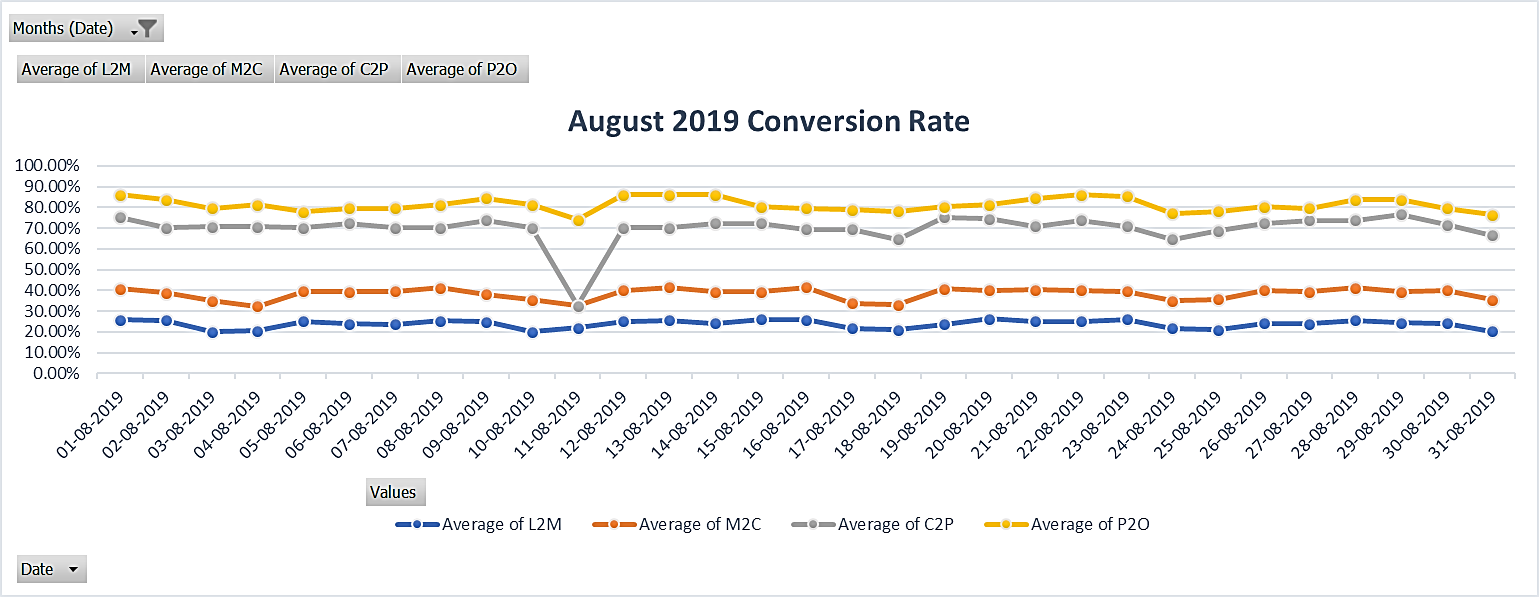 Months (Date)
Average of L2M Average of M2C Average of C2P Average of P2O
August 2019 Conversion Rate
100.00%
90.00%
80.00%
70.00%
60.00%
50.00%
40.00%
30.00%
20.00%
10.00%
0.00%
01-08-2019 02-08-2019 03-08-2019 04-08-2019 05-08-2019 06-08-2019 07-08-2019 08-08-2019 09-08-2019 10-08-2019 11-08-2019 12-08-2019 13-08-2019 14-08-2019 15-08-2019 16-08-2019 17-08-2019 18-08-2019 19-08-2019 20-08-2019 21-08-2019 22-08-2019 23-08-2019 24-08-2019 25-08-2019 26-08-2019 27-08-2019 28-08-2019 29-08-2019 30-08-2019 31-08-2019
Values
Average of L2M Average of M2C Average of C2P Average of P2O
Date